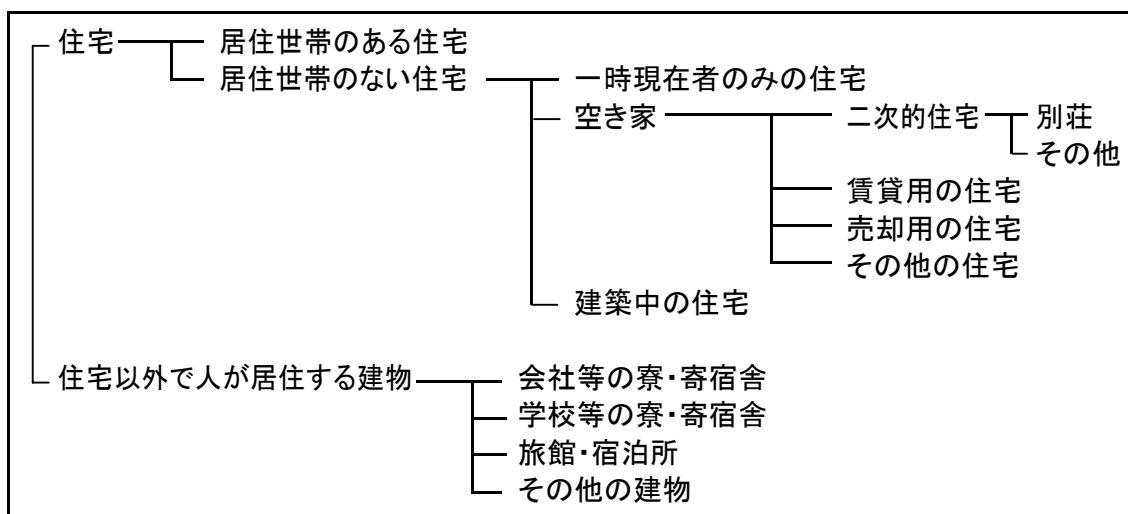 住宅 居住世帯のある住宅
居住世帯のない住宅 一時現在者のみの住宅
空き家 二次的住宅 別荘
その他
賃貸用の住宅
売却用の住宅
その他の住宅
建築中の住宅
住宅以外で人が居住する建物 会社等の寮・寄宿舎
学校等の寮・寄宿舎
旅館・宿泊所
その他の建物